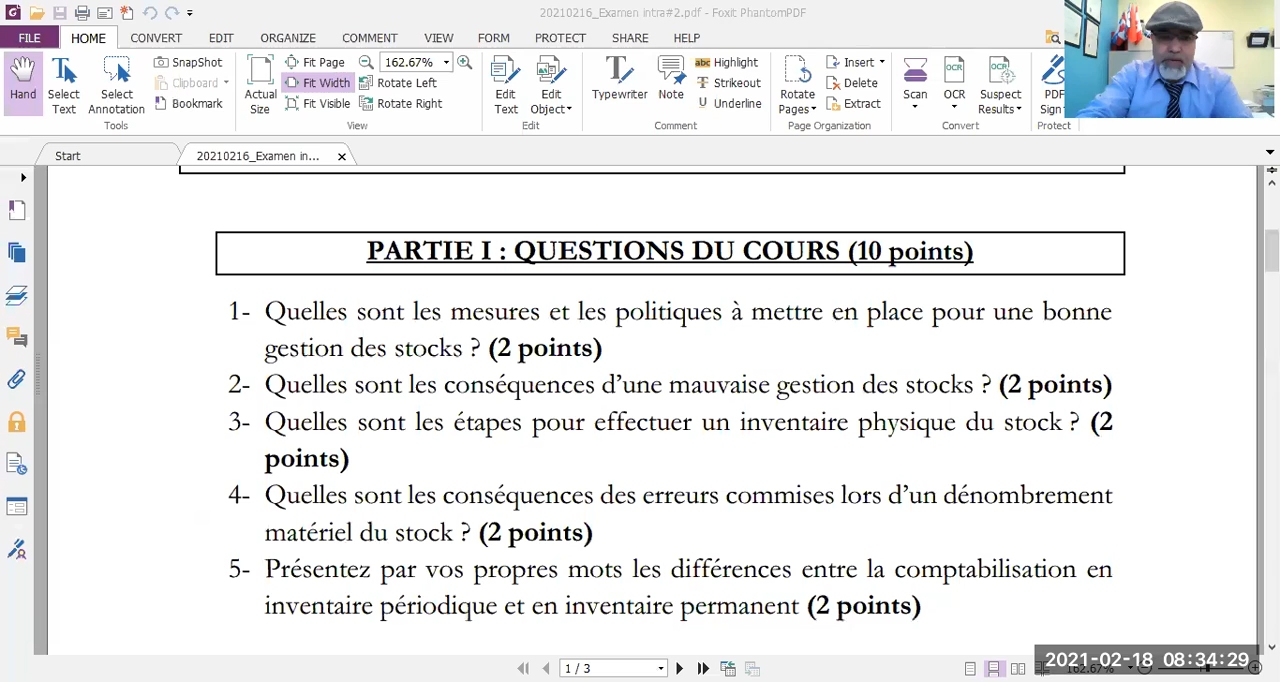 20210216_Examen intra#2.pdf - Foxit PhantomPDF
FILE HOME CONVERT EDIT ORGANIZE COMMENT VIEW FORM PROTECT SHARE HELP
Hand
Select Text
Select Annotation
SnapShot
Clipboard
Bookmark
Tools
Actual Size
Fit Page
Fit Width
Fit Visible
162.67%
Rotate Left
Rotate Right
View
Edit Text
Edit Object
Edit
Typewriter
Note
Highlight
Strikeout
Underline
Comment
Rotate Pages
Insert
Delete
Extract
Page Organization
Scan
OCR
Suspect Results
Convert
PDF Sign
Protect
Start
20210216_Examen in...
PARTIE I : QUESTIONS DU COURS (10 points)
1- Quelles sont les mesures et les politiques à mettre en place pour une bonne
gestion des stocks ? (2 points)
2- Quelles sont les conséquences d’une mauvaise gestion des stocks ? (2 points)
3- Quelles sont les étapes pour effectuer un inventaire physique du stock ? (2
points)
4- Quelles sont les conséquences des erreurs commises lors d’un dénombrement
matériel du stock ? (2 points)
5- Présentez par vos propres mots les différences entre la comptabilisation en
inventaire périodique et en inventaire permanent (2 points)
1 / 3
2021-02-18 08:34:29
162.67%